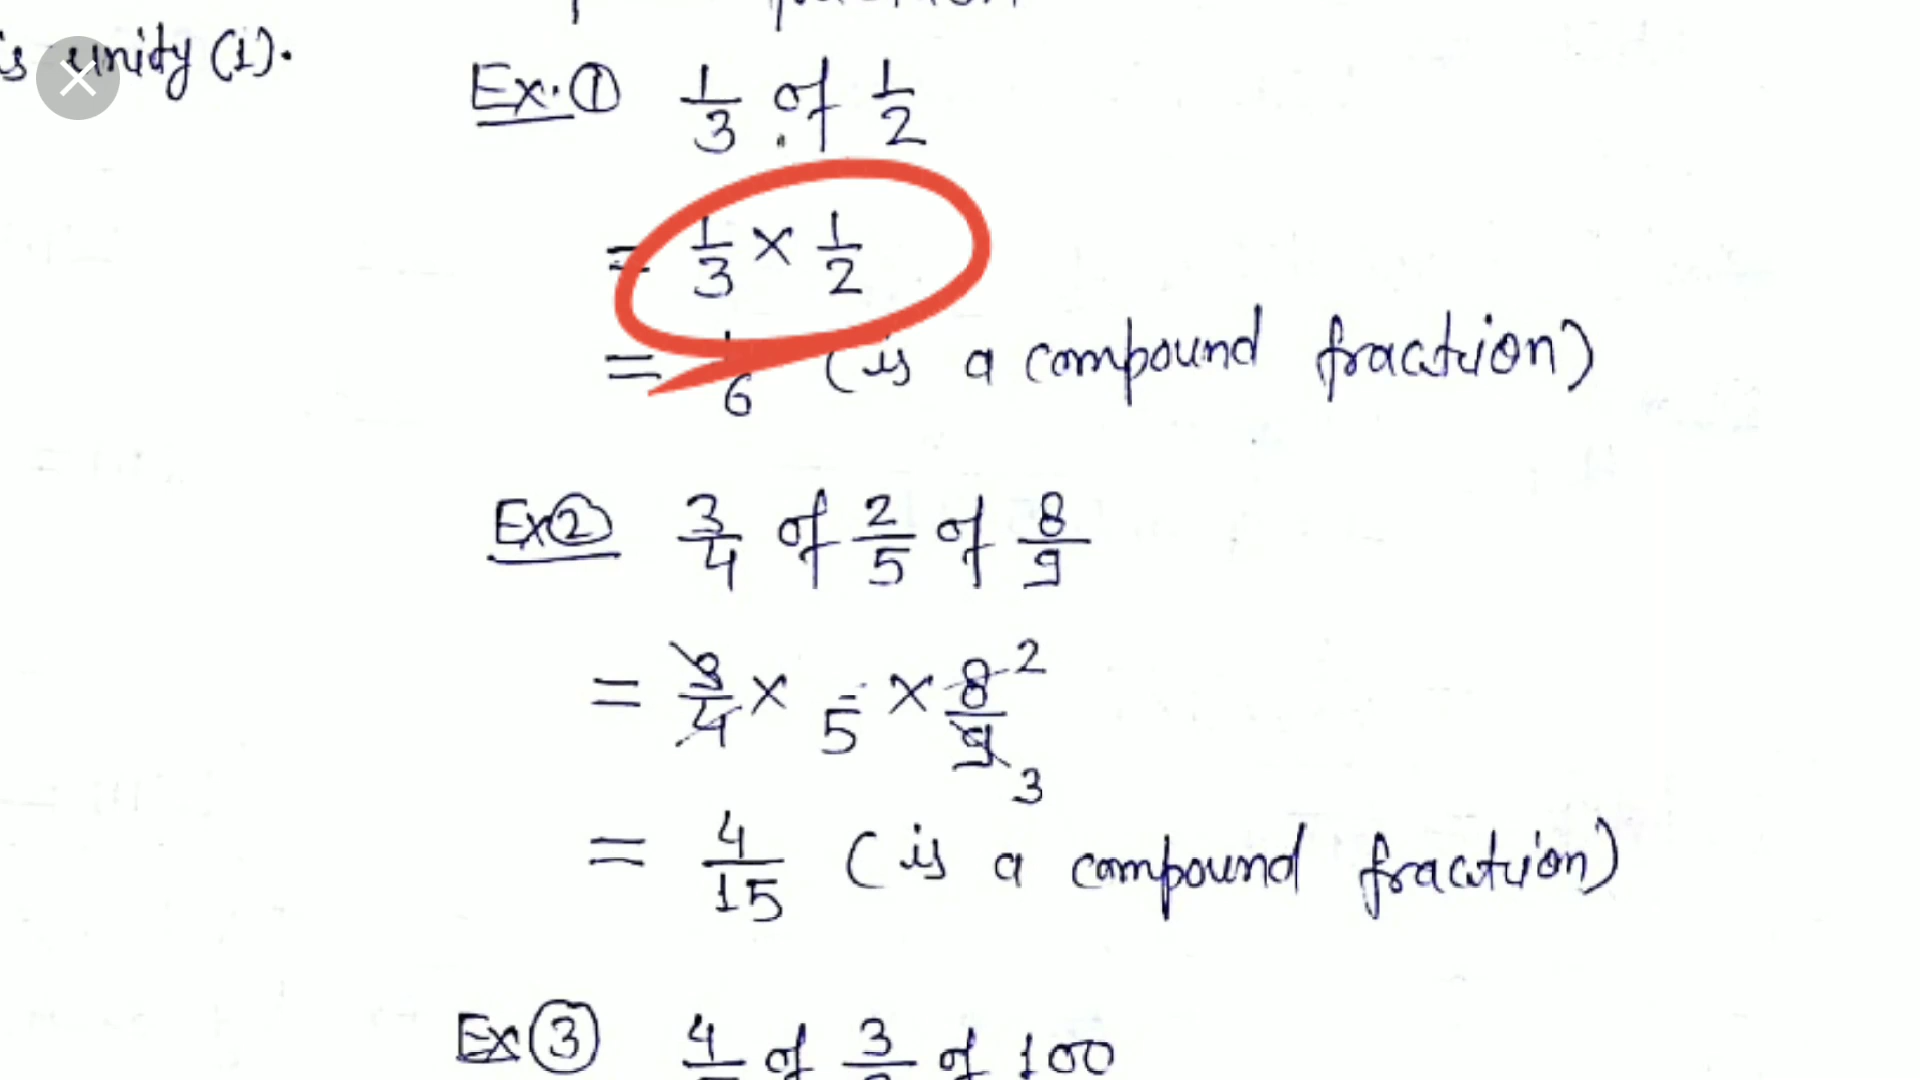 is unity (1).
Ex.① 1/3 of 1/2
= 1/3 × 1/2
= 1/6 (is a compound fraction)
Ex② 3/4 of 2/5 of 8/9
= 3/4 × 5 × 8/9 2 3
= 4/15 (is a compound fraction)
Ex③ 4 of 3 of 100